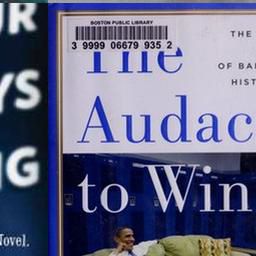 UR
YS
NG
Novel.
BOSTON PUBLIC LIBRARY
3 9999 06679 935 2
THE
The
OF BA
HIST
Audac
to Win